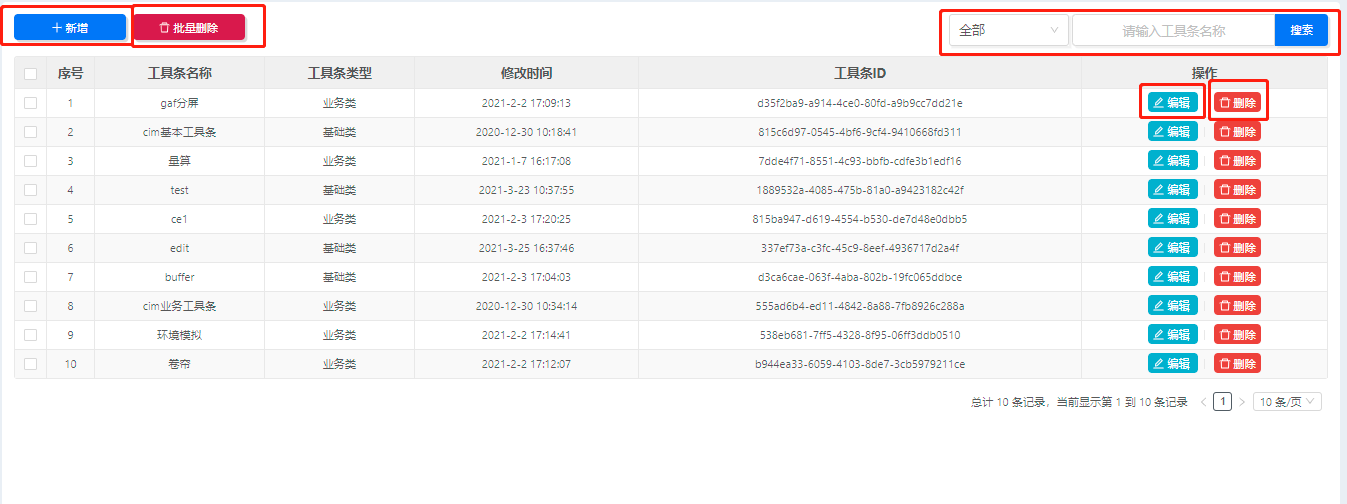 新增 批量删除 全部 请输入工具条名称 搜索
序号 工具条名称 工具条类型 修改时间 工具条ID 操作
1 gaf分屏 业务类 2021-2-2 17:09:13 d35f2ba9-a914-4ce0-80fd-a9b9cc7dd21e 编辑 删除
2 cim基本工具条 基础类 2020-12-30 10:18:41 815c6d97-0545-4bf6-9cf4-9410668fd311 编辑 删除
3 量算 业务类 2021-1-7 16:17:08 7dde4f71-8551-4c93-bbfb-cdfe3b1edf16 编辑 删除
4 test 基础类 2021-3-23 10:37:55 1889532a-4085-475b-81a0-a9423182c42f 编辑 删除
5 ce1 业务类 2021-2-3 17:20:25 815ba947-d619-4554-b530-de7d48e0dbb5 编辑 删除
6 edit 基础类 2021-3-25 16:37:46 337ef73a-c3fc-45c9-8eef-4936717d2a4f 编辑 删除
7 buffer 基础类 2021-2-3 17:04:03 d3ca6cae-063f-4aba-802b-19fc065ddbce 编辑 删除
8 cim业务工具条 业务类 2020-12-30 10:34:14 555ad6b4-ed11-4842-8a88-7fb8926c288a 编辑 删除
9 环境模拟 业务类 2021-2-2 17:14:41 538eb681-7ff5-4328-8f95-06ff3ddb0510 编辑 删除
10 卷帘 业务类 2021-2-2 17:12:07 b944ea33-6059-4103-8de7-3cb5979211ce 编辑 删除
总计 10 条记录，当前显示第 1 到 10 条记录 < 1 > 10 条/页